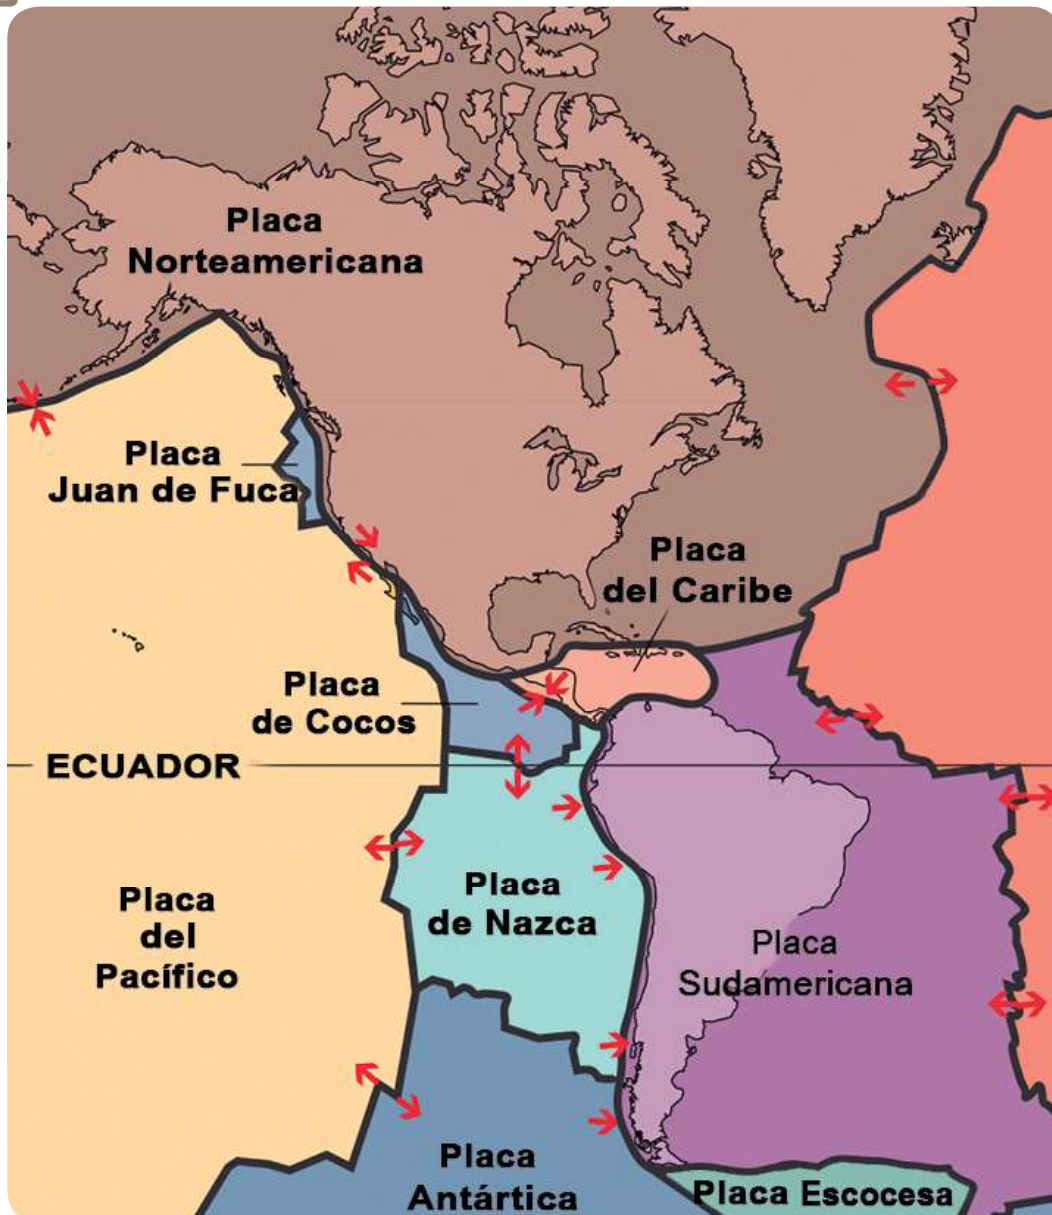 Placa
Norteamericana
Placa
Juan de Fuca
Placa
del Caribe
Placa
de Cocos
ECUADOR
Placa
de Nazca
Placa
del
Pacífico
Placa
Sudamericana
Placa
Antártica
Placa Escocesa